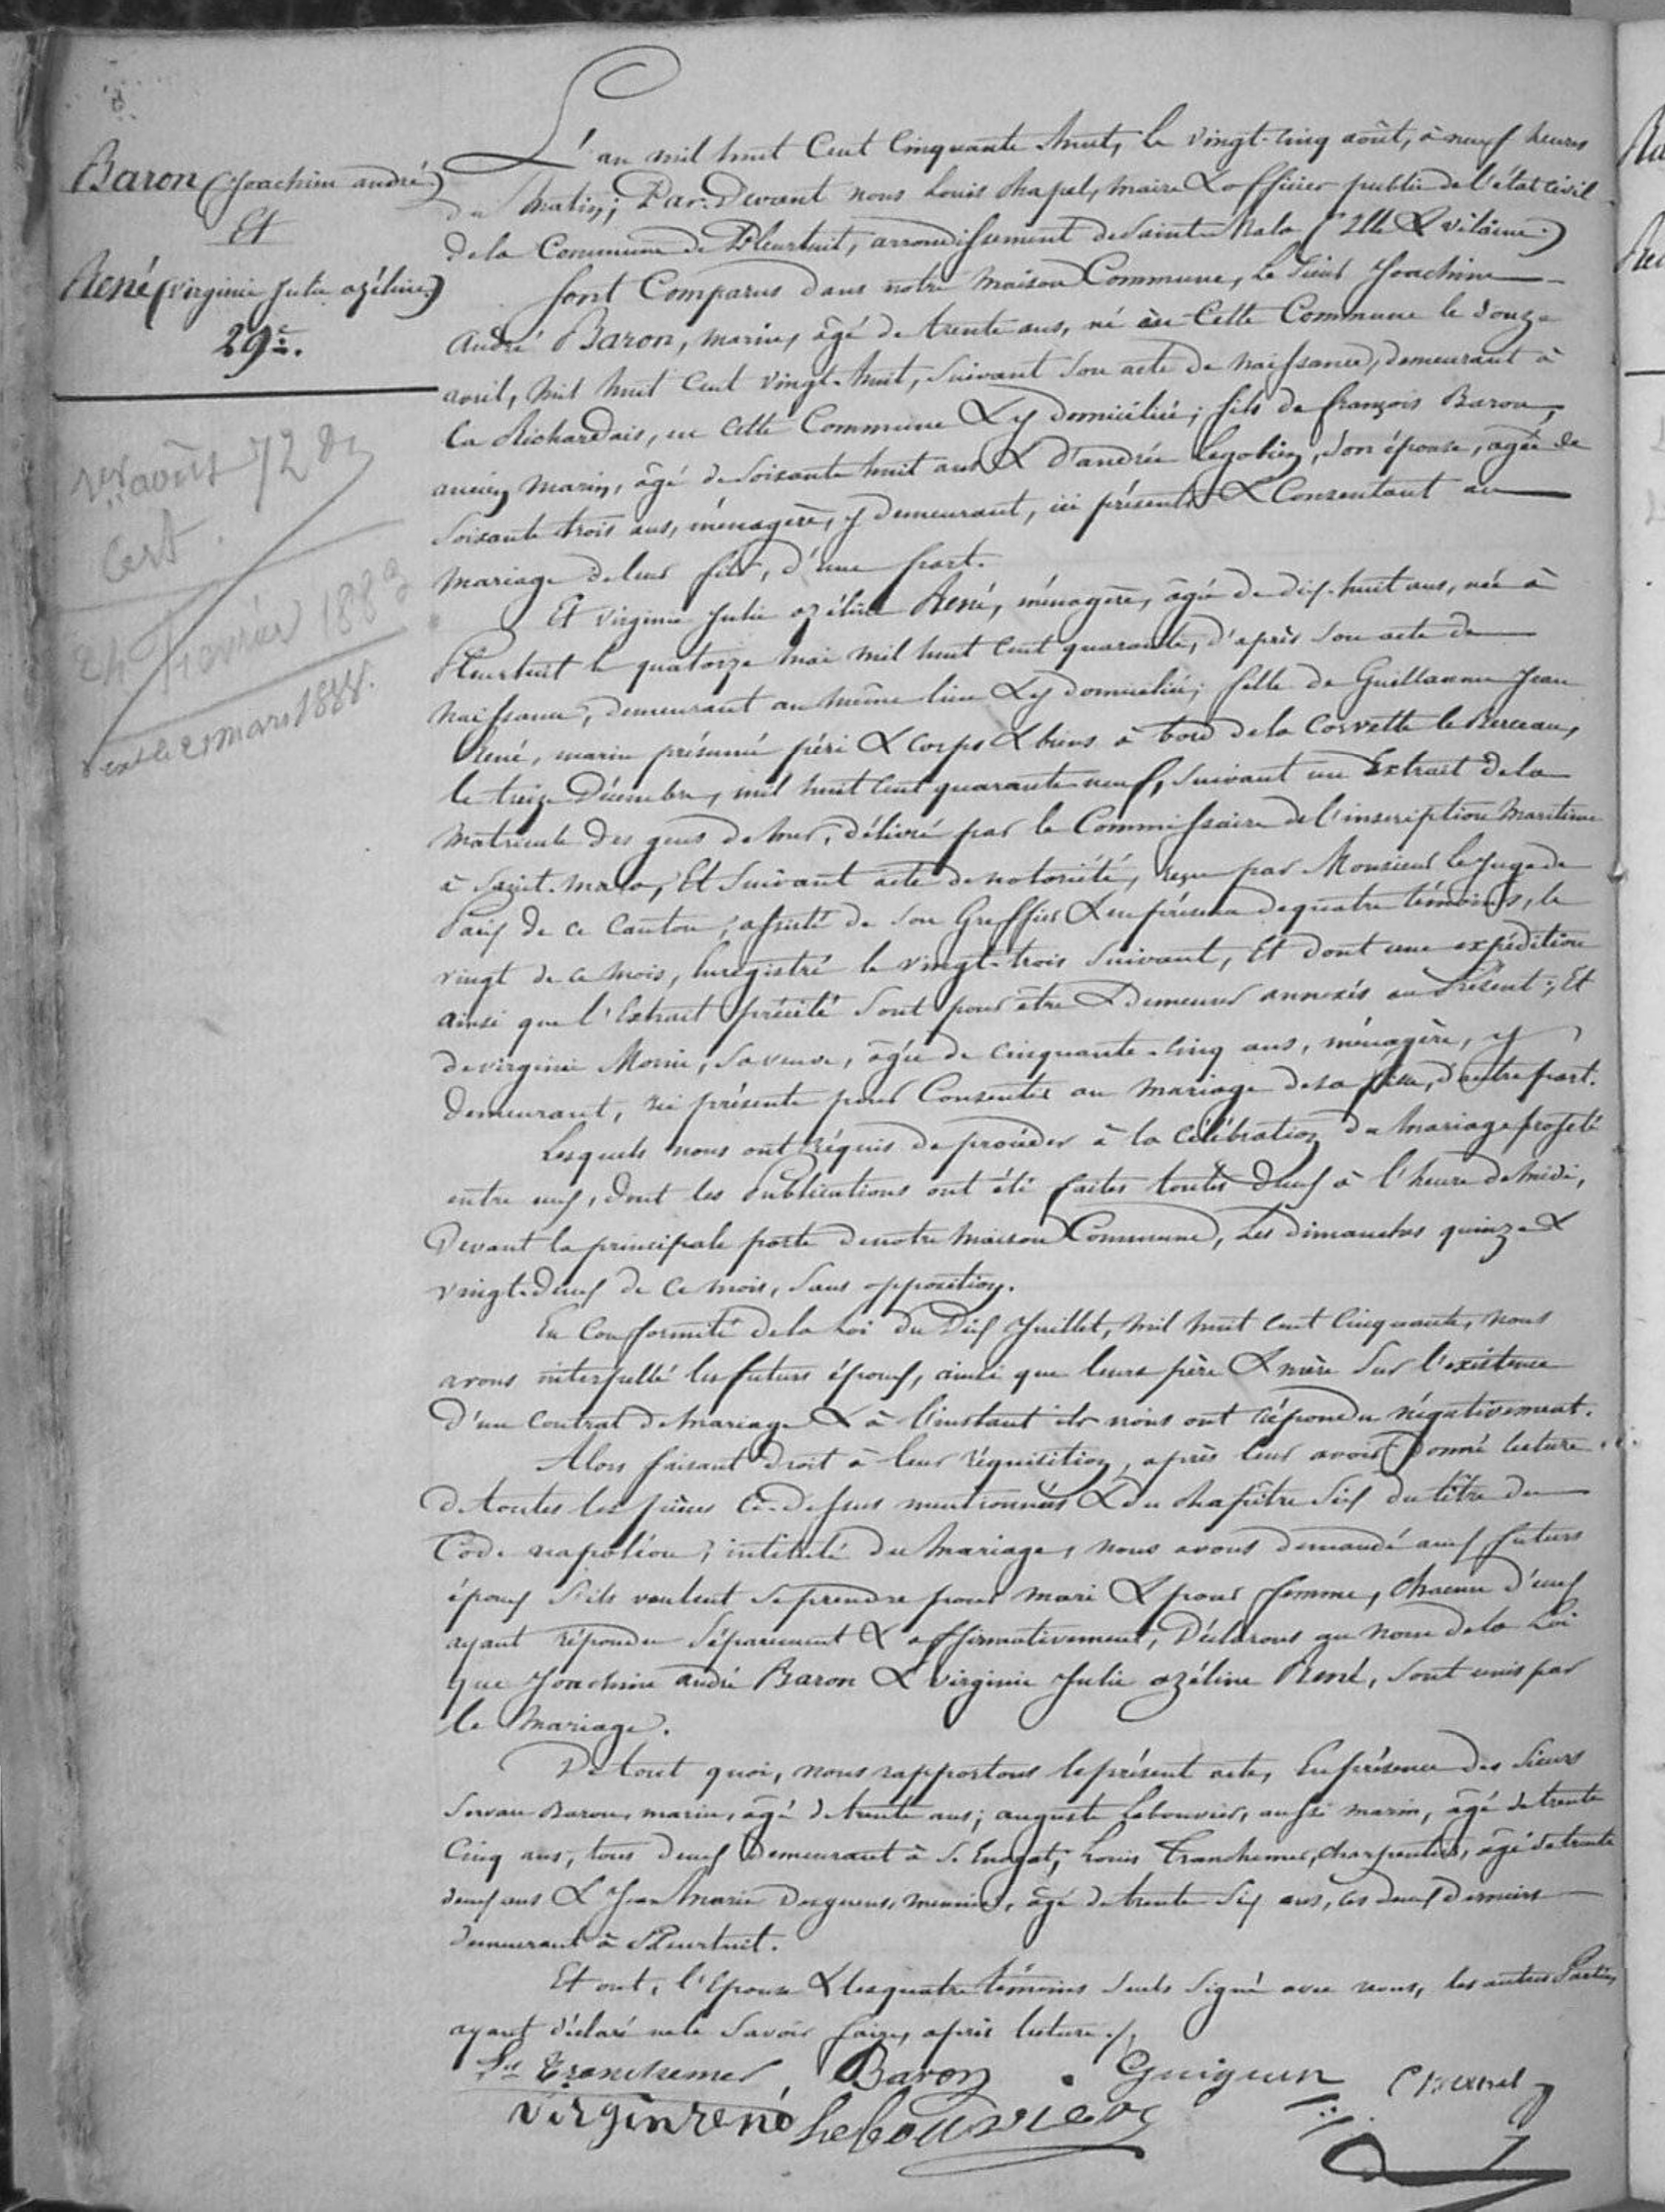 Baron (Joachim andré)
Et
René (virginie Julie azéline)
29e.
avôts 72
Cert
Février 188
mars 1888.
L'an mil huit Cent Cinquante huit, le vingt-cinq août, à neuf heures
du Matin; Par-Devant nous Louis Chapel, maire & officier public de l'état civil
de la Commune de Pleurtuit, arrondissement de Saint-Malo (Ille & vilaine)
Sont Comparus dans notre maison Commune, Le Sieur Joachim
André Baron, marin, âgé de trente ans, né en Cette Commune le douze
avril, mil huit Cent vingt-huit, suivant son acte de naissance, demeurant à
la Richardais, en cette Commune & y domicilié; fils de françois Baron,
ancien Marin, âgé de soixante huit ans & d'andrée Legobien, son épouse, agée de
Soixante trois ans, ménagère, y demeurant, ici présents & Consentant au
mariage de leur fils, d'une part.
Et virginie Julie azéline René, ménagère, âgée de dix-huit ans, née à
Pleurtuit le quatorze mai mil huit cent quarante, d'après son acte de
naissance, demeurant au même lieu & y domiciliée; fille de Guillaume Jean
René, marin présumé péri & corps & biens à bord de la Corvette le Berceau,
le treize Décembre, mil huit Cent quarante neuf, suivant un Extrait de la
matricule des gens de mer, délivré par le Commissaire de l'inscription Maritime
à Saint-Malo, Et Suivant acte de notoriété, reçu par Monsieur le Juge de
Paix de ce Canton, assisté de son Greffier & en présence de quatre témoins, le
vingt de ce mois, Enregistré le vingt-trois suivant, Et dont une expédition
ainsi que l'Extrait précité sont pour être & demeurer annexés au Présent; Et
de virginie Morin, sa veuve, âgée de cinquante-cinq ans, ménagère, y
demeurant, ici présente pour Consentir au mariage de sa fille, d'autre part.
Lesquels nous ont réquis de procéder à la Célébration du Mariage projeté
entre eux, dont les Publications ont été faites toutes deux à l'heure de Midi,
Devant la principale porte de notre Maison Commune, Les dimanches quinze &
vingt-deux de ce mois, sans opposition.
En Conformité de la Loi du Dix Juillet, mil huit cent Cinquante, nous
avons interpellé les futurs époux, ainsi que leurs père & mère sur l'existence
D'un Contrat de Mariage & à l'instant ils nous ont répondu négativement.
Alors faisant droit à leur réquisition, après leur avoir Donné lecture
de toutes les pièces Ci-dessus mentionnées & du Chapître Six du titre du
Code napoléon, intitulé du Mariage, nous avons demandé aux futurs
époux s'ils veulent se prendre pour mari & pour femme, chacun d'eux
ayant répondu séparement & affirmativement, Déclarons au Nom de la Loi
que Joachim André Baron & virginie Julie azéline René, sont unis par
le Mariage.
De tout quoi, nous rapportons le présent acte, En présence des Sieurs
Servan Baron, marin, âgé de trente ans; auguste Lebouvier, aussi marin, âgé de trente
Cinq ans, tous deux demeurant à St Enogat; Louis Tranchemer, Charpentier, âgé de trente
deux ans & Jean Marie , meunier, âgé de trente Six ans, ces deux derniers
demeurant à Pleurtuit.
Et ont, l'Epouse & les quatre témoins seuls signé avec nous, les autres Parties
ayant déclaré ne le Savoir faire, après lecture ./.
Ls Tranchemer Baron Guiguen Chapel
virgin rené Lebouvier